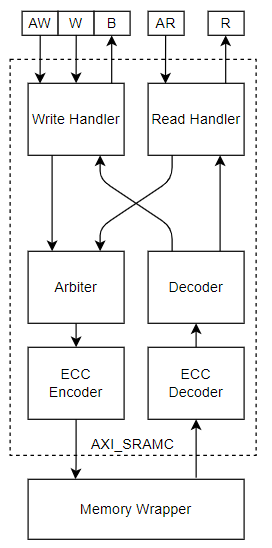 AW W B AR R
Write Handler Read Handler
Arbiter Decoder
ECC
Encoder
ECC
Decoder
AXI_SRAMC
Memory Wrapper